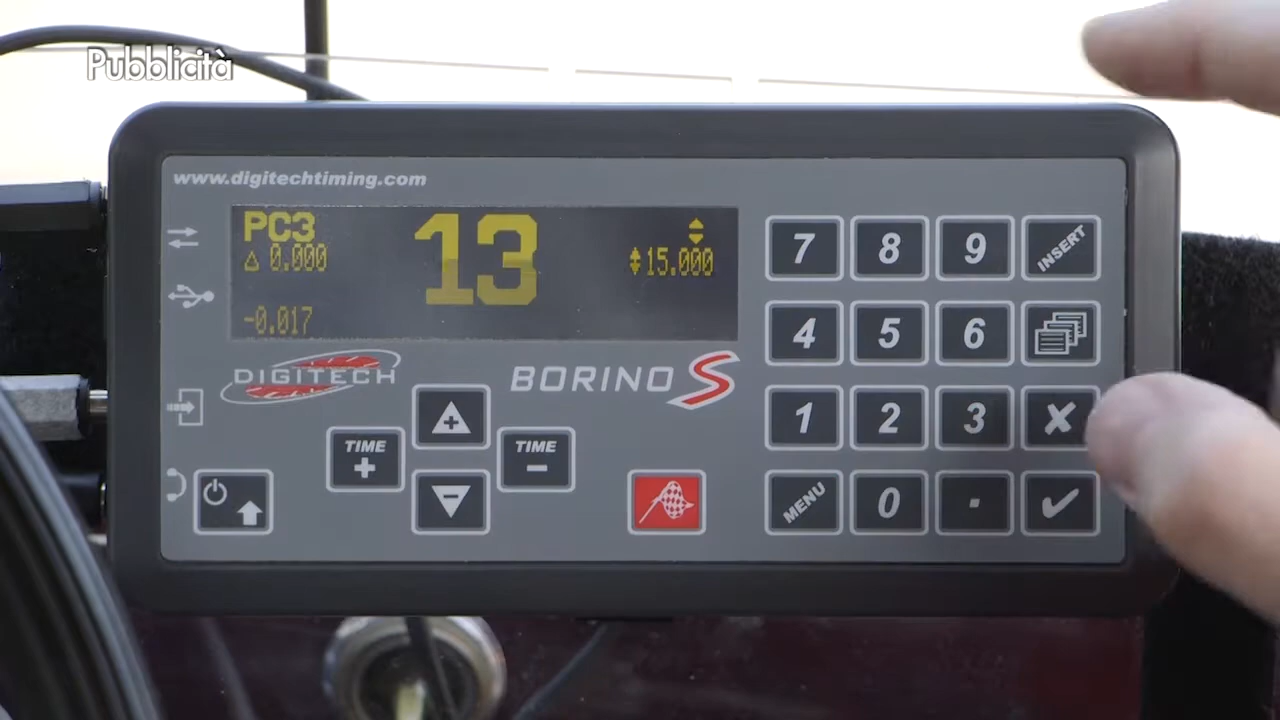 Pubblicità
www.digitechtiming.com
PC3
Δ 0.000
13
15.000
-0.017
DIGITECH
BORINO S
7 8 9 INSERT
4 5 6
1 2 3
TIME +
TIME -
MENU 0 .